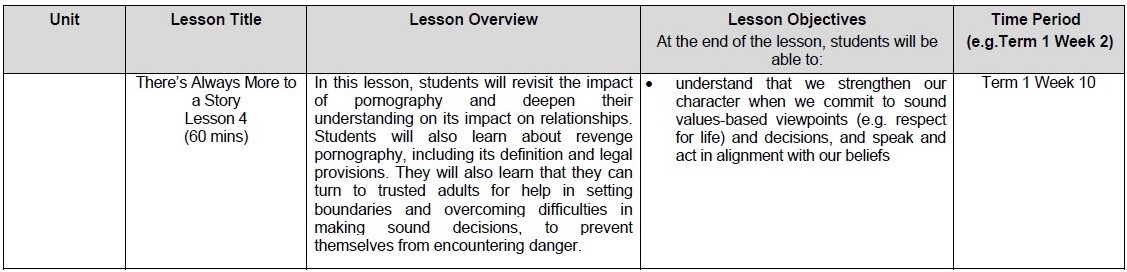 Unit
Lesson Title
Lesson Overview
Lesson Objectives
At the end of the lesson, students will be
able to:
Time Period
(e.g.Term 1 Week 2)
There's Always More to
a Story
Lesson 4
(60 mins)
In this lesson, students will revisit the impact
of pornography and deepen their
understanding on its impact on relationships.
Students will also learn about revenge
pornography, including its definition and legal
provisions. They will also learn that they can
turn to trusted adults for help in setting
boundaries and overcoming difficulties in
making sound decisions, to prevent
themselves from encountering danger.
• understand that we strengthen our
character when we commit to sound
values-based viewpoints (e.g. respect
for life) and decisions, and speak and
act in alignment with our beliefs
Term 1 Week 10